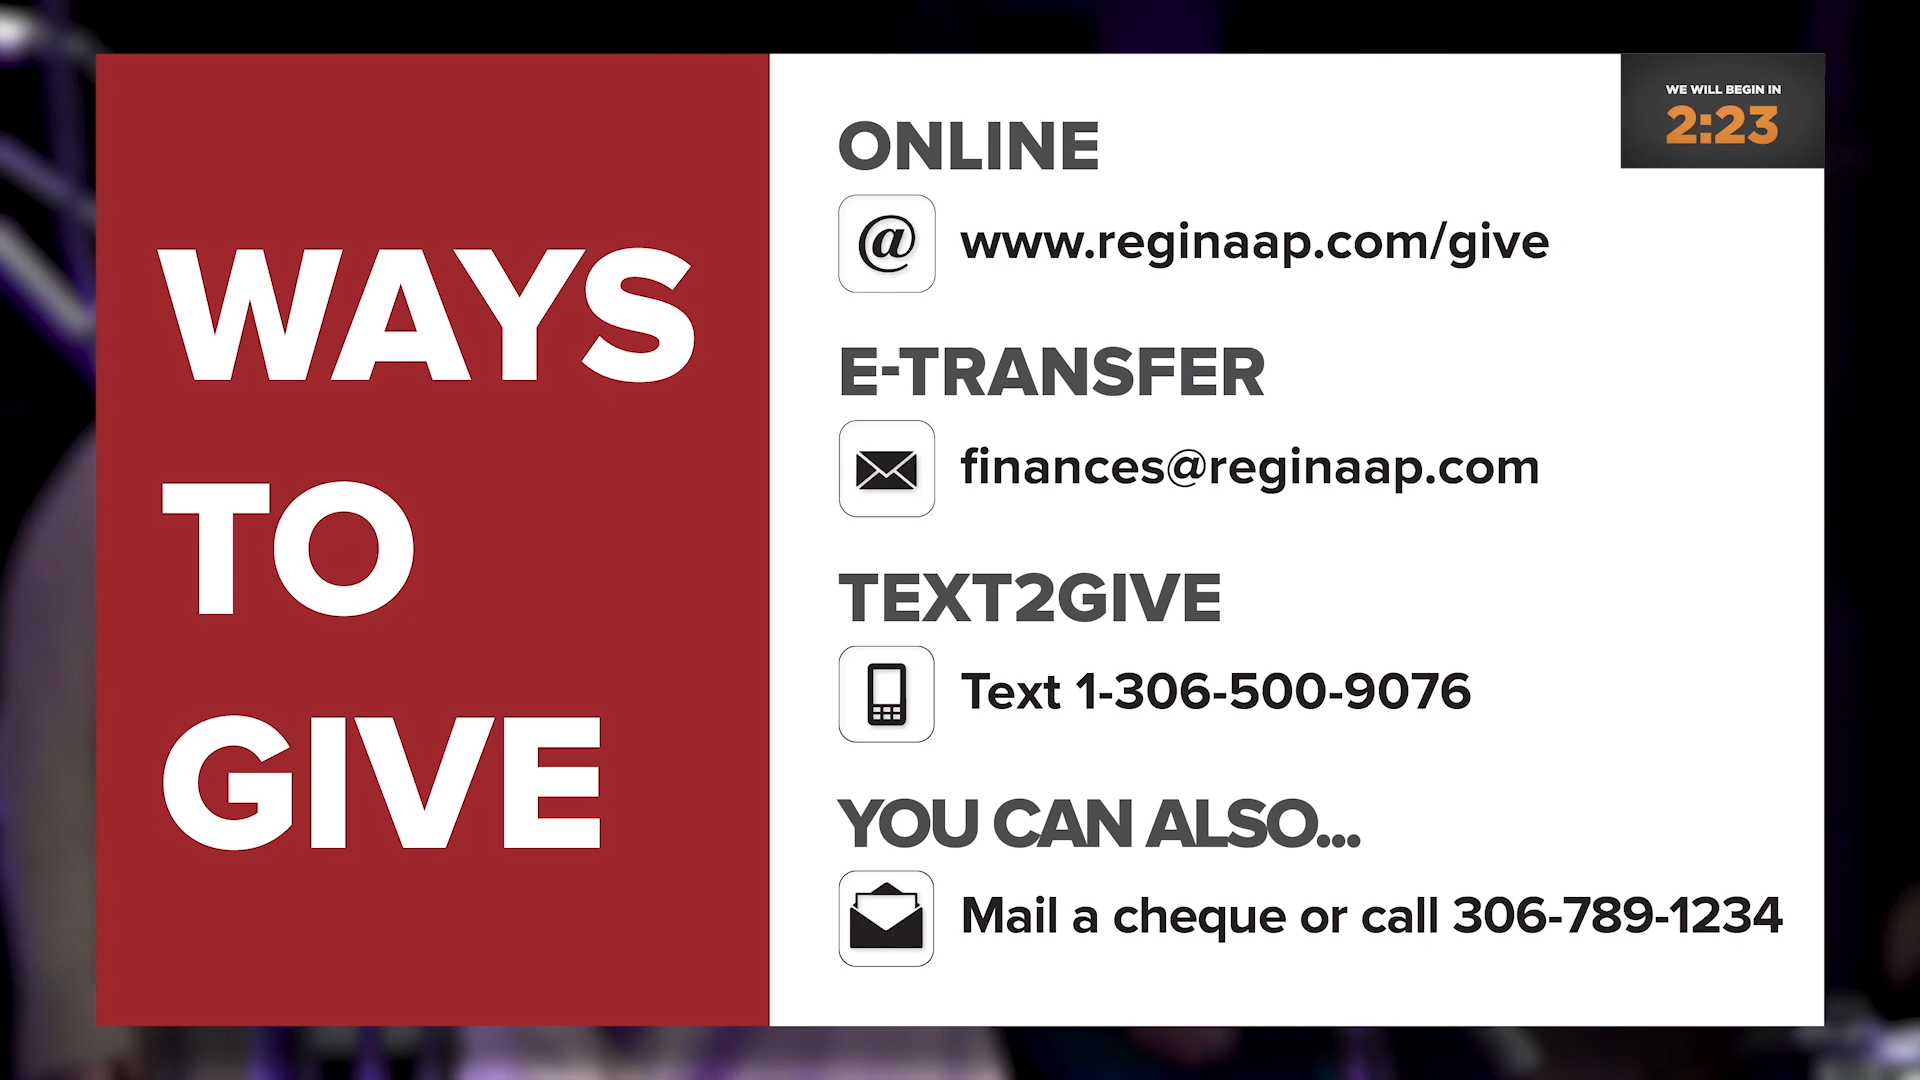 WAYS
TO
GIVE
WE WILL BEGIN IN
2:23
ONLINE
@ www.reginaap.com/give
E-TRANSFER
finances@reginaap.com
TEXT2GIVE
Text 1-306-500-9076
YOU CAN ALSO...
Mail a cheque or call 306-789-1234